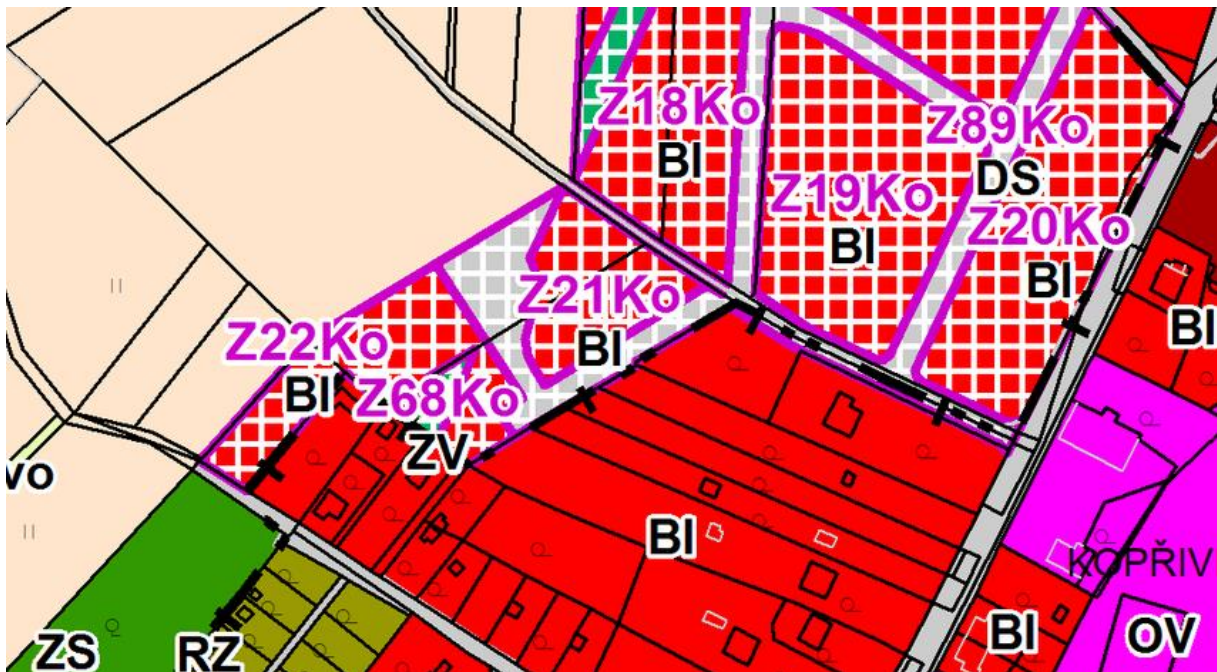 Z18Ko
BI
Z89Ko
DS
Z19Ko
BI
Z20Ko
BI
Z21Ko
BI
BI
Z22Ko
BI
Z68Ko
ZV
vo
BI
KOPŘIV
ZS
RZ
BI
OV